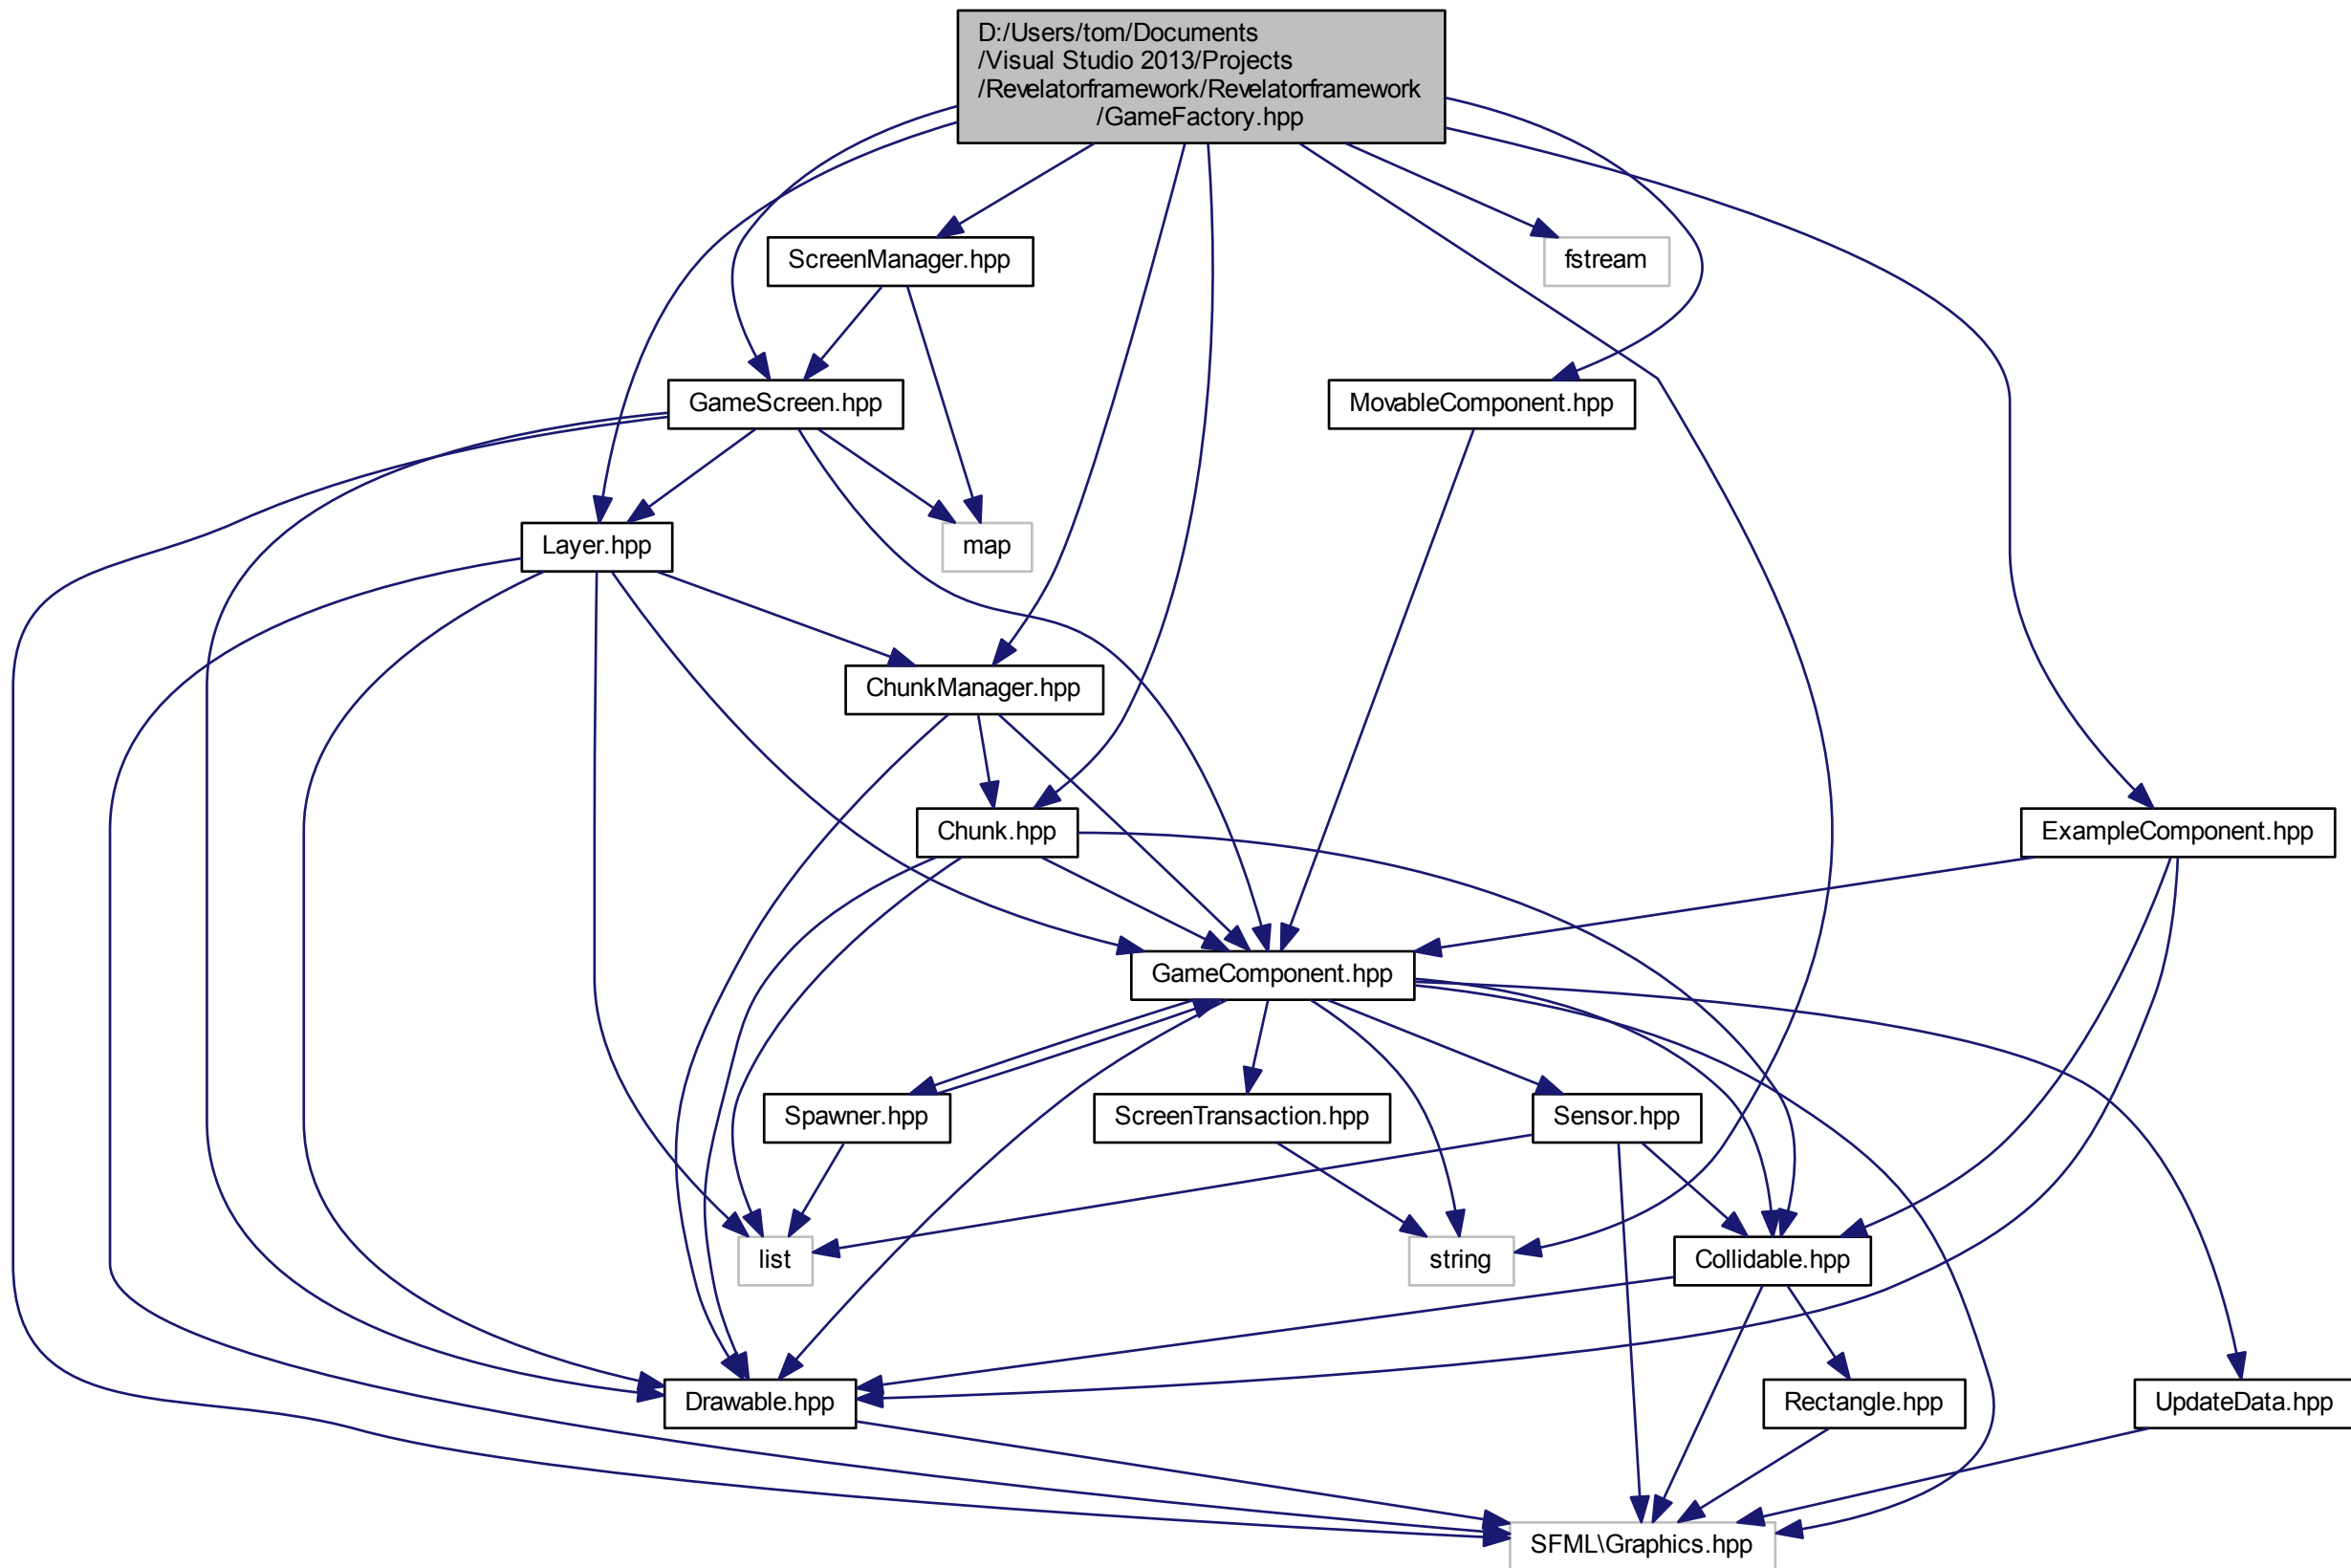 D:/Users/tom/Documents
/Visual Studio 2013/Projects
/Revelatorframework/Revelatorframework
/GameFactory.hpp
ScreenManager.hpp
fstream
GameScreen.hpp
MovableComponent.hpp
Layer.hpp
map
ChunkManager.hpp
Chunk.hpp
ExampleComponent.hpp
GameComponent.hpp
Spawner.hpp
ScreenTransaction.hpp
Sensor.hpp
list
string
Collidable.hpp
Drawable.hpp
Rectangle.hpp
UpdateData.hpp
SFML\Graphics.hpp